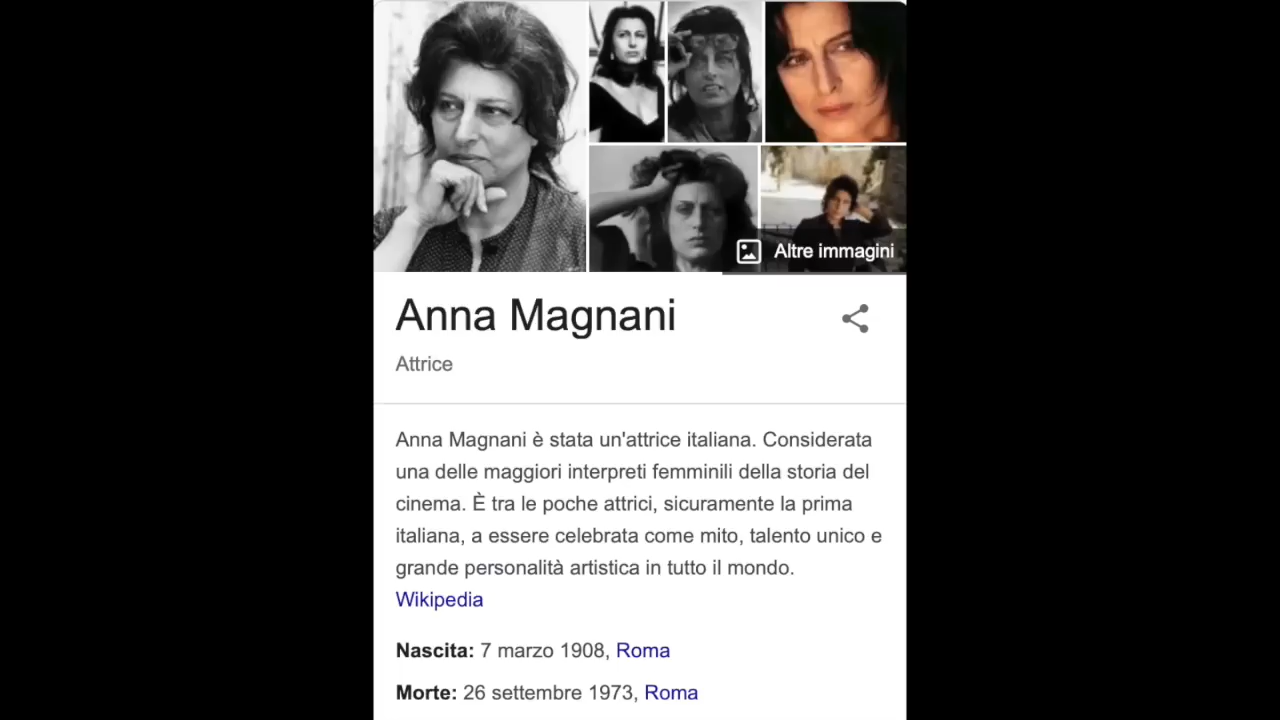 Altre immagini
Anna Magnani
Attrice
Anna Magnani è stata un'attrice italiana. Considerata
una delle maggiori interpreti femminili della storia del
cinema. È tra le poche attrici, sicuramente la prima
italiana, a essere celebrata come mito, talento unico e
grande personalità artistica in tutto il mondo.
Wikipedia
Nascita: 7 marzo 1908, Roma
Morte: 26 settembre 1973, Roma